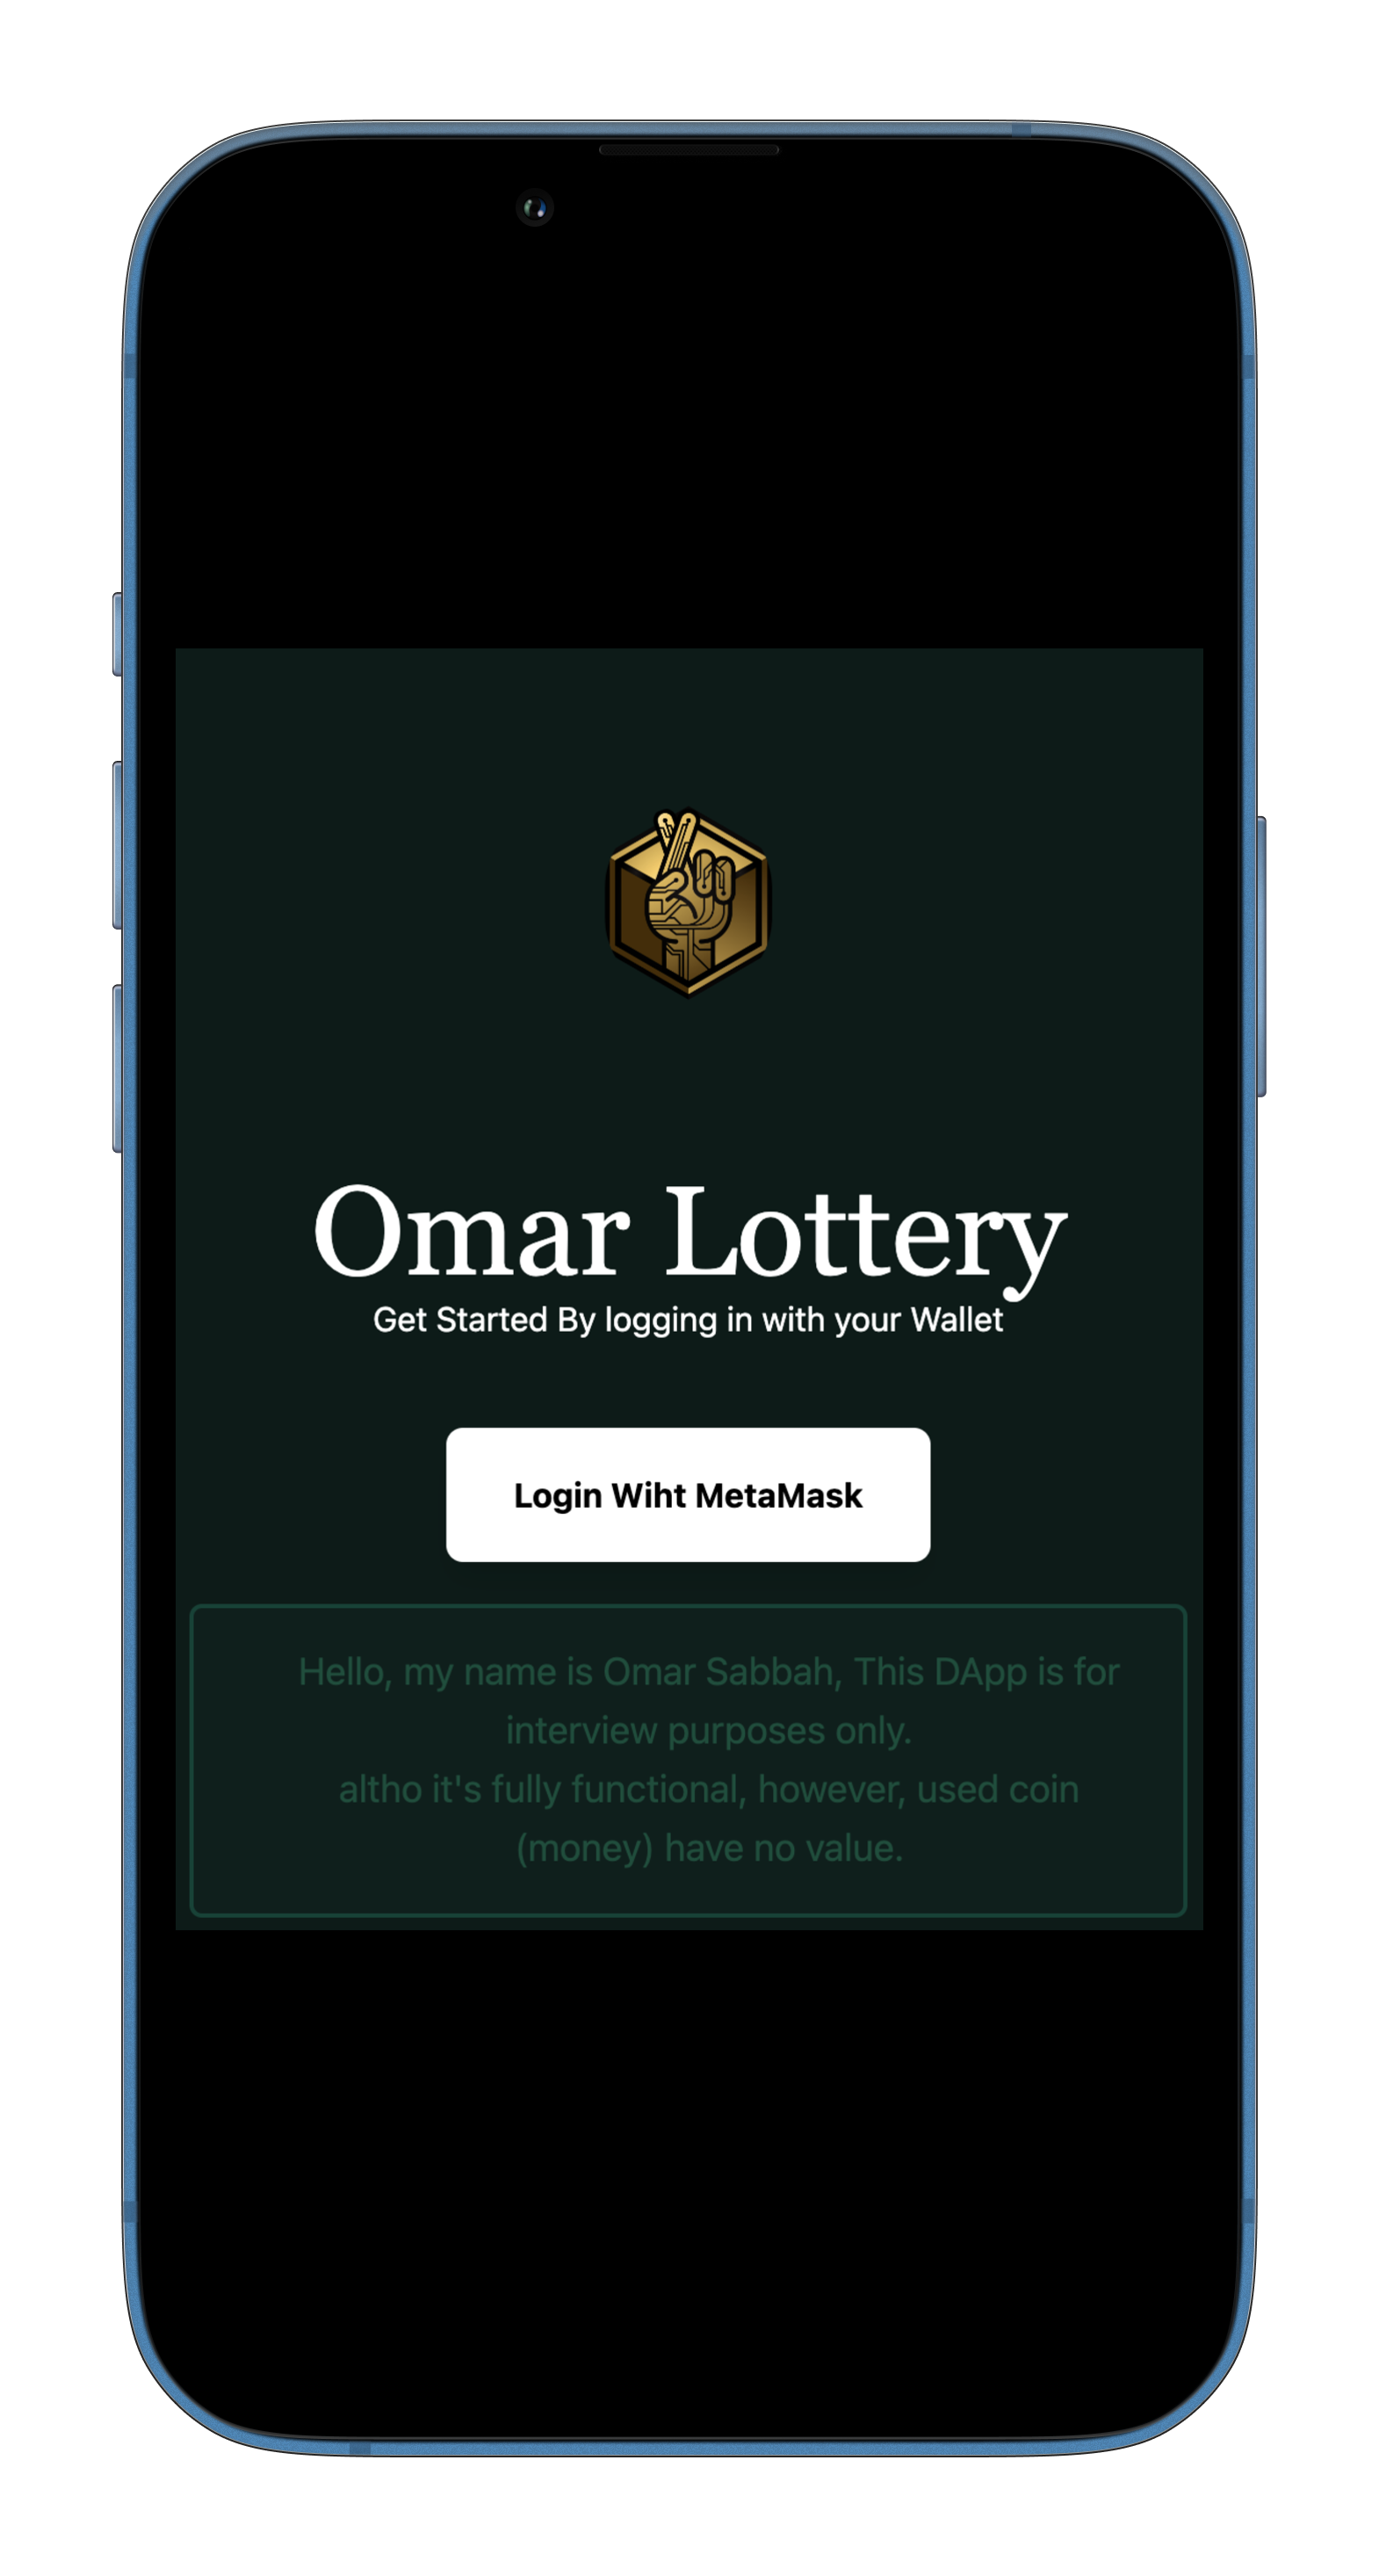 Omar Lottery
Get Started By logging in with your Wallet
Login Wiht MetaMask
Hello, my name is Omar Sabbah, This DApp is for
interview purposes only.
altho it's fully functional, however, used coin
(money) have no value.